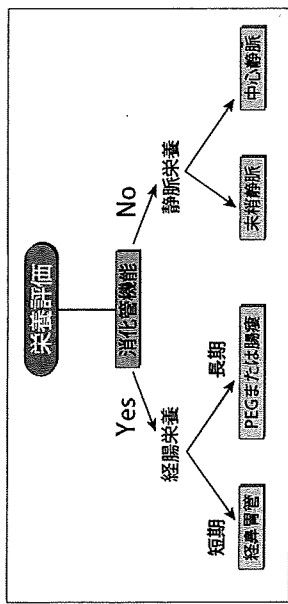 栄養評価
消化管機能
Yes
No
経腸栄養
静脈栄養
短期
長期
経鼻胃管
PEGまたは腸瘻
末梢静脈
中心静脈